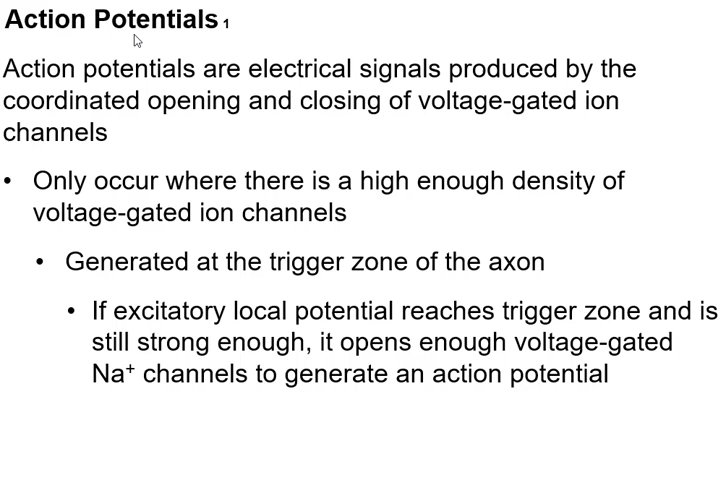 Action Potentials 1
Action potentials are electrical signals produced by the
coordinated opening and closing of voltage-gated ion
channels
• Only occur where there is a high enough density of
voltage-gated ion channels
• Generated at the trigger zone of the axon
• If excitatory local potential reaches trigger zone and is
still strong enough, it opens enough voltage-gated
Na⁺ channels to generate an action potential